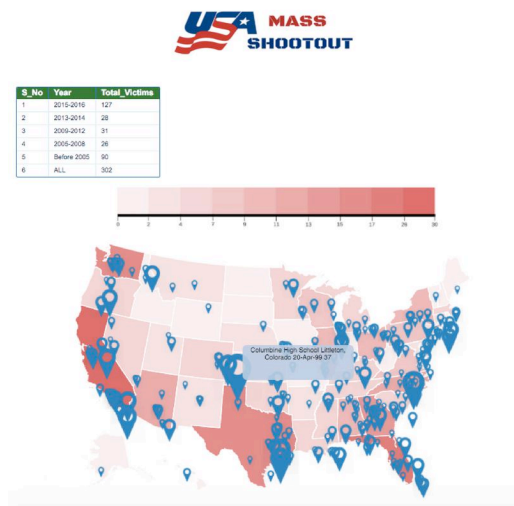 USA MASS
SHOOTOUT
S_No Year Total_Victims
1 2015-2016 127
2 2013-2014 28
3 2009-2012 31
4 2005-2008 26
5 Before 2005 90
6 ALL 302
0 2 4 7 9 11 13 15 17 26 30
Columbine High School Littleton,
Colorado 20-Apr-99 37